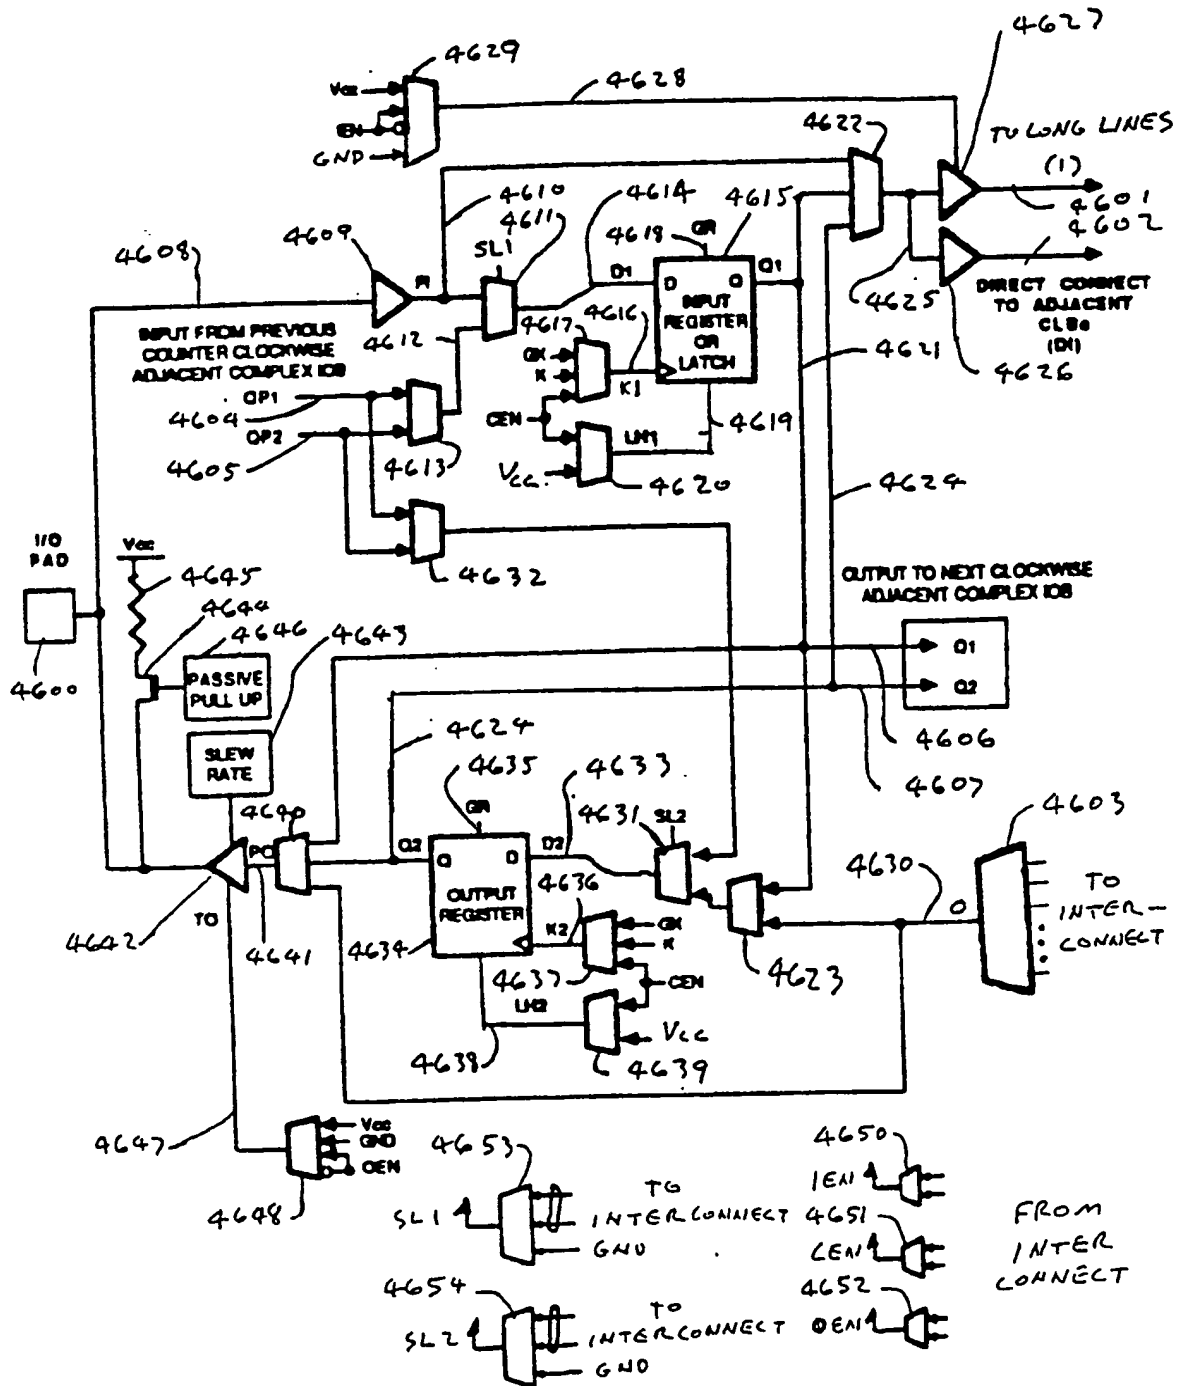 4627
4629
Vcc
4628
IEN
GND
4622
TO LONG LINES
(1)
4601
4602
4610
4614
4615
4611
4609
4608
SL1
4618
GR
PI
D1
D
Q
Q1
INPUT
REGISTER
OR
LATCH
4625
DIRECT CONNECT
TO ADJACENT
CLBs
(DI)
4626
INPUT FROM PREVIOUS
COUNTER CLOCKWISE
ADJACENT COMPLEX IOB
4612
4617
4616
GK
K
K1
4621
QP1
4604
CEN
LH1
4619
QP2
4605
4613
VCC
4620
4624
I/O
PAD
Vcc
4645
4632
OUTPUT TO NEXT CLOCKWISE
ADJACENT COMPLEX IOB
4644
4646
4643
Q1
4600
PASSIVE
PULL UP
Q2
4624
4606
SLEW
RATE
4635
4633
4607
4640
GR
4631
SL2
4603
PO
Q2
Q
D
D2
4636
4630
O
TO
INTER-
CONNECT
OUTPUT
REGISTER
K2
GK
K
TO
4642
4641
4634
4637
4623
LH2
CEN
VCC
4638
4639
4647
Vcc
GND
OEN
4653
4650
TO
INTERCONNECT
IEN
4648
SL1
4651
FROM
INTER
CONNECT
GND
CEN
4654
4652
TO
INTERCONNECT
SL2
OEN
GND